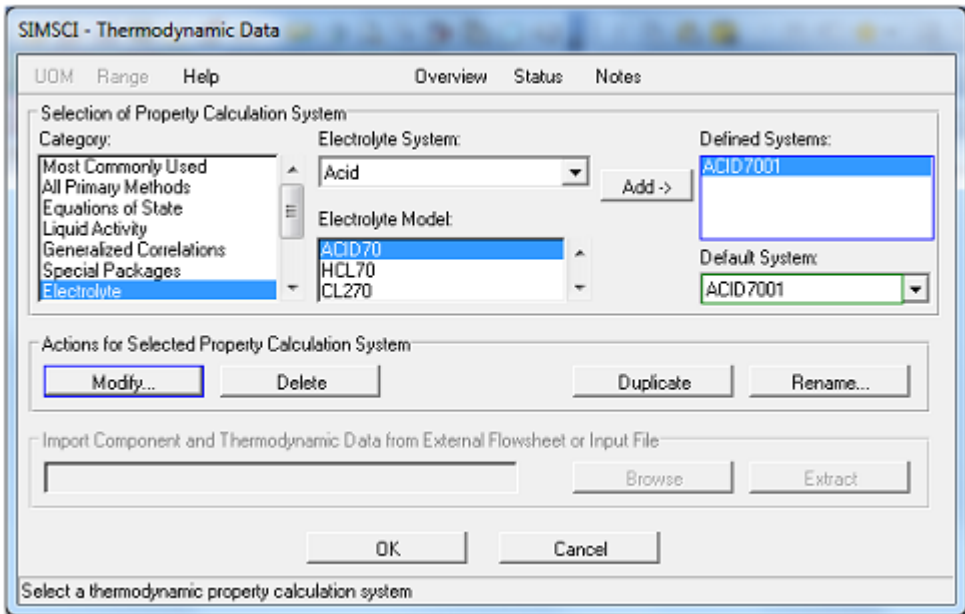 SIMSCI - Thermodynamic Data
UOM Range Help Overview Status Notes
Selection of Property Calculation System
Category:
Most Commonly Used
All Primary Methods
Equations of State
Liquid Activity
Generalized Correlations
Special Packages
Electrolyte
Electrolyte System:
Acid
Electrolyte Model:
ACID70
HCL70
CL270
Add ->
Defined Systems:
ACID7001
Default System:
ACID7001
Actions for Selected Property Calculation System
Modify... Delete Duplicate Rename...
Import Component and Thermodynamic Data from External Flowsheet or Input File
Browse Extract
OK Cancel
Select a thermodynamic property calculation system